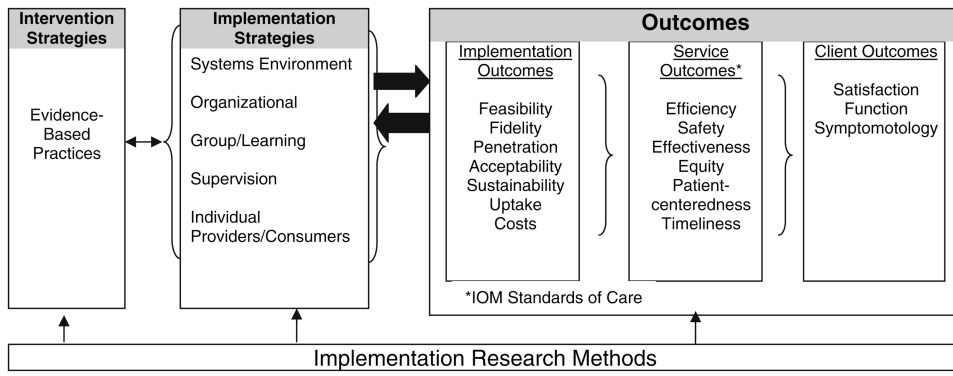 Intervention
Strategies
Evidence-
Based
Practices
Implementation
Strategies
Systems Environment
Organizational
Group/Learning
Supervision
Individual
Providers/Consumers
Outcomes
Implementation
Outcomes
Feasibility
Fidelity
Penetration
Acceptability
Sustainability
Uptake
Costs
Service
Outcomes*
Efficiency
Safety
Effectiveness
Equity
Patient-
centeredness
Timeliness
Client Outcomes
Satisfaction
Function
Symptomotology
*IOM Standards of Care
Implementation Research Methods